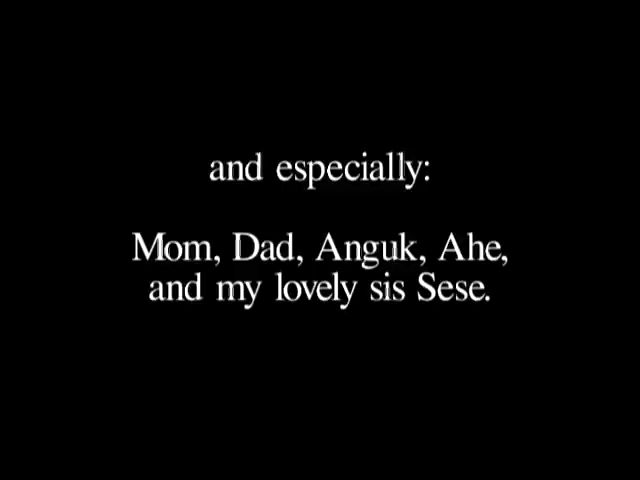 and especially:
Mom, Dad, Anguk, Ahe,
and my lovely sis Sese.